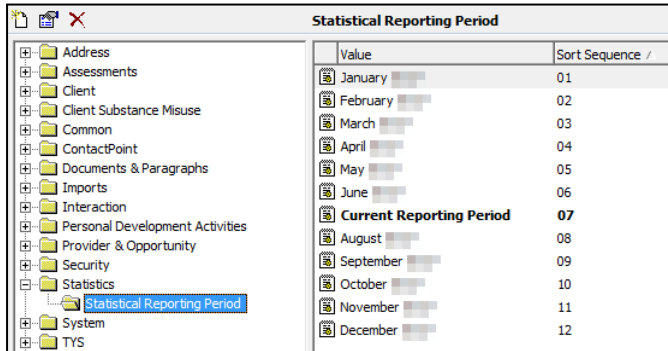 Statistical Reporting Period
Address
Assessments
Client
Client Substance Misuse
Common
ContactPoint
Documents & Paragraphs
Imports
Interaction
Personal Development Activities
Provider & Opportunity
Security
Statistics
Statistical Reporting Period
System
TYS
Value Sort Sequence
January 01
February 02
March 03
April 04
May 05
June 06
Current Reporting Period 07
August 08
September 09
October 10
November 11
December 12